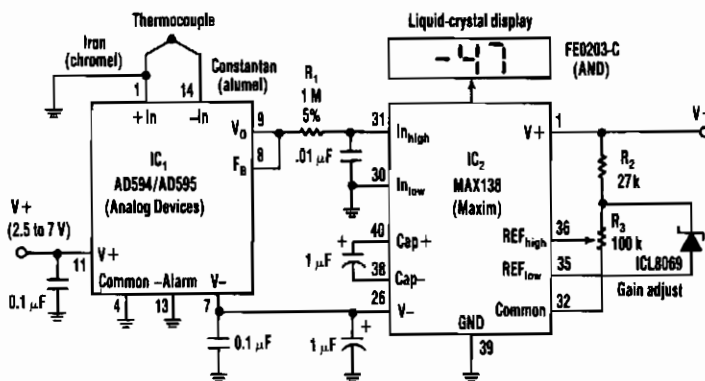 Thermocouple
Iron
(chromel)
Constantan
(alumel)
1
14
+In
–In
IC1
AD594/AD595
(Analog Devices)
VO
9
FB
8
V+
(2.5 to 7 V)
11
V+
0.1 µF
Common
–Alarm
V–
4
13
7
0.1 µF
1 µF
+
R1
1 M
5%
.01 µF
1 µF
+
Liquid-crystal display
-47
FE0203-C
(AND)
31
Inhigh
30
Inlow
40
Cap+
38
Cap–
26
V–
IC2
MAX138
(Maxim)
V+
1
REFhigh
36
REFlow
35
Common
32
GND
39
R2
27k
R3
100 k
ICL8069
Gain adjust